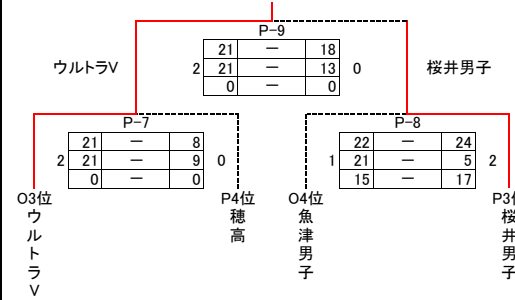 P-9
ウルトラV 2 21 － 18 0 桜井男子
21 － 13
0 － 0
P-7 P-8
2 21 － 8 0 1 22 － 24 2
21 － 9 21 － 5
0 － 0 15 － 17
O3位 P4位 O4位 P3位
ウルトラV
穂高
魚津男子
桜井男子